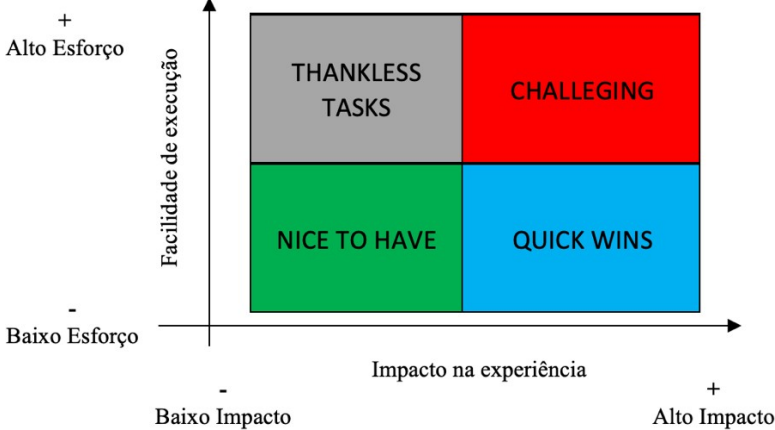 +
Alto Esforço
Facilidade de execução
THANKLESS
TASKS
CHALLEGING
NICE TO HAVE
QUICK WINS
-
Baixo Esforço
Impacto na experiência
-
Baixo Impacto
+
Alto Impacto